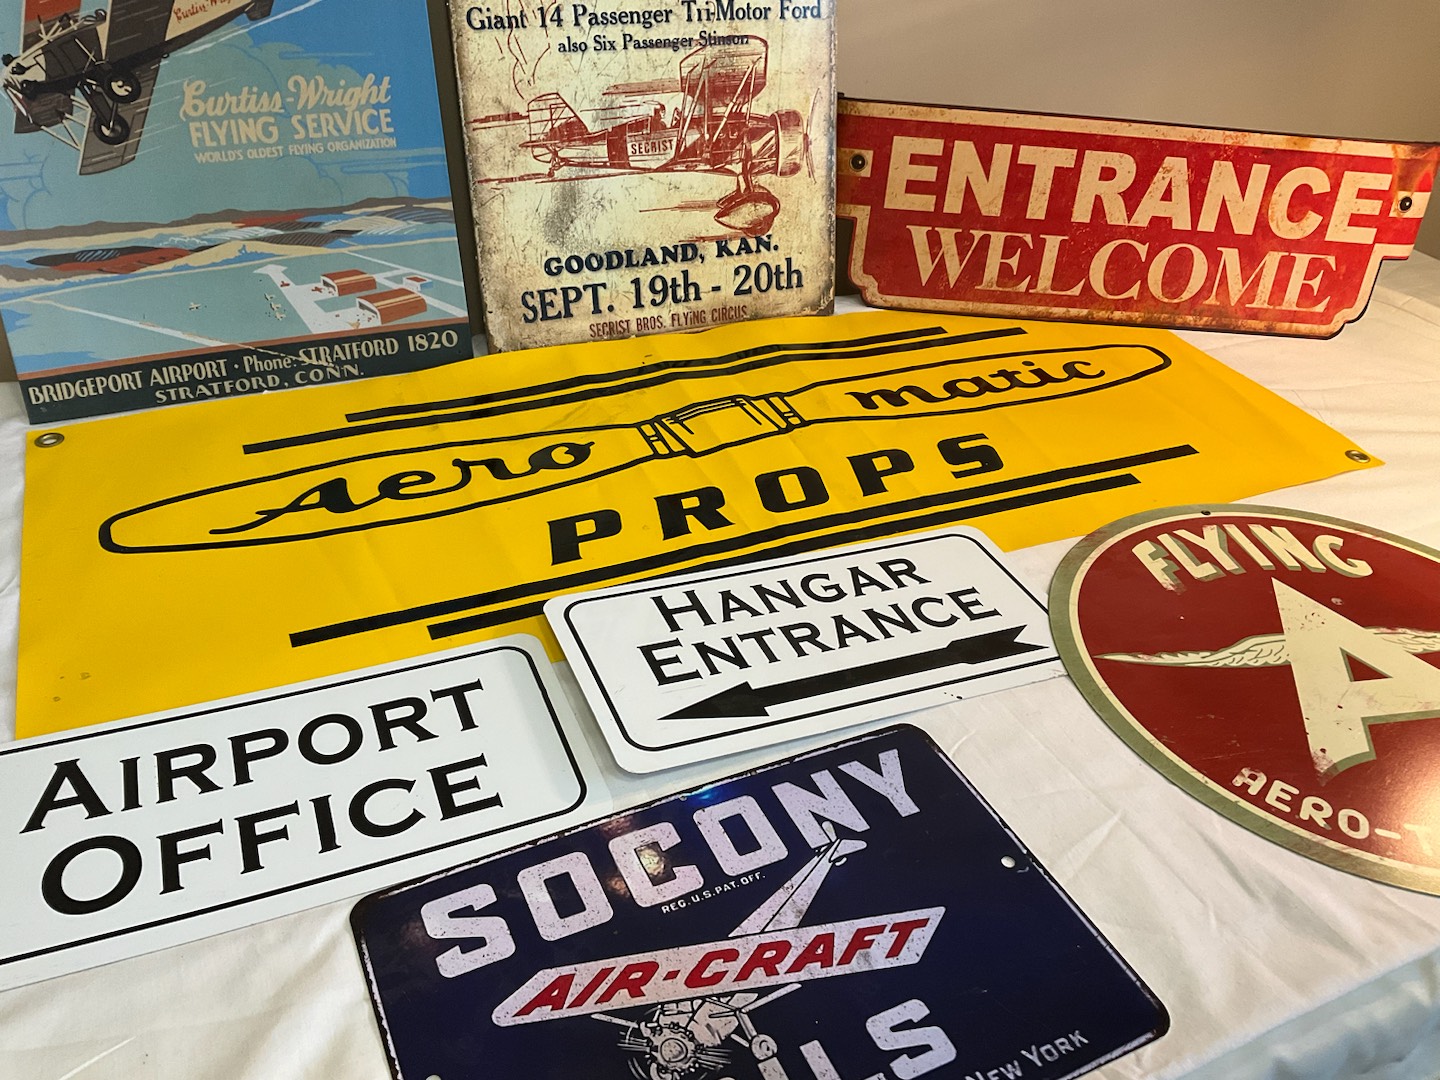 Curtiss-Wright
FLYING SERVICE
WORLD'S OLDEST FLYING ORGANIZATION
BRIDGEPORT AIRPORT · Phone: STRATFORD 1820
STRATFORD, CONN.
Giant 14 Passenger Tri-Motor Ford
also Six Passenger Stinson
SECRIST
GOODLAND, KAN.
SEPT. 19th - 20th
SECRIST BROS. FLYING CIRCUS
ENTRANCE
WELCOME
Aero matic
PROPS
HANGAR
ENTRANCE
AIRPORT
OFFICE
FLYING
A
AERO-
SOCONY
REG. U.S. PAT. OFF.
AIR-CRAFT
ILS
NEW YORK